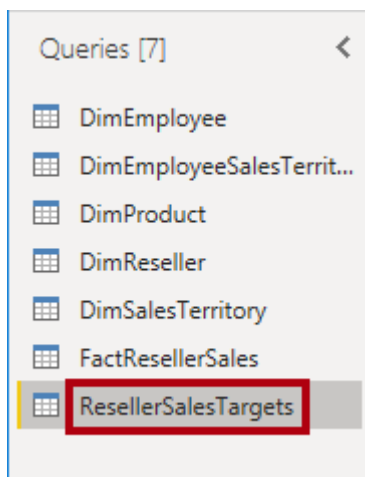 Queries [7]
DimEmployee
DimEmployeeSalesTerrit...
DimProduct
DimReseller
DimSalesTerritory
FactResellerSales
ResellerSalesTargets